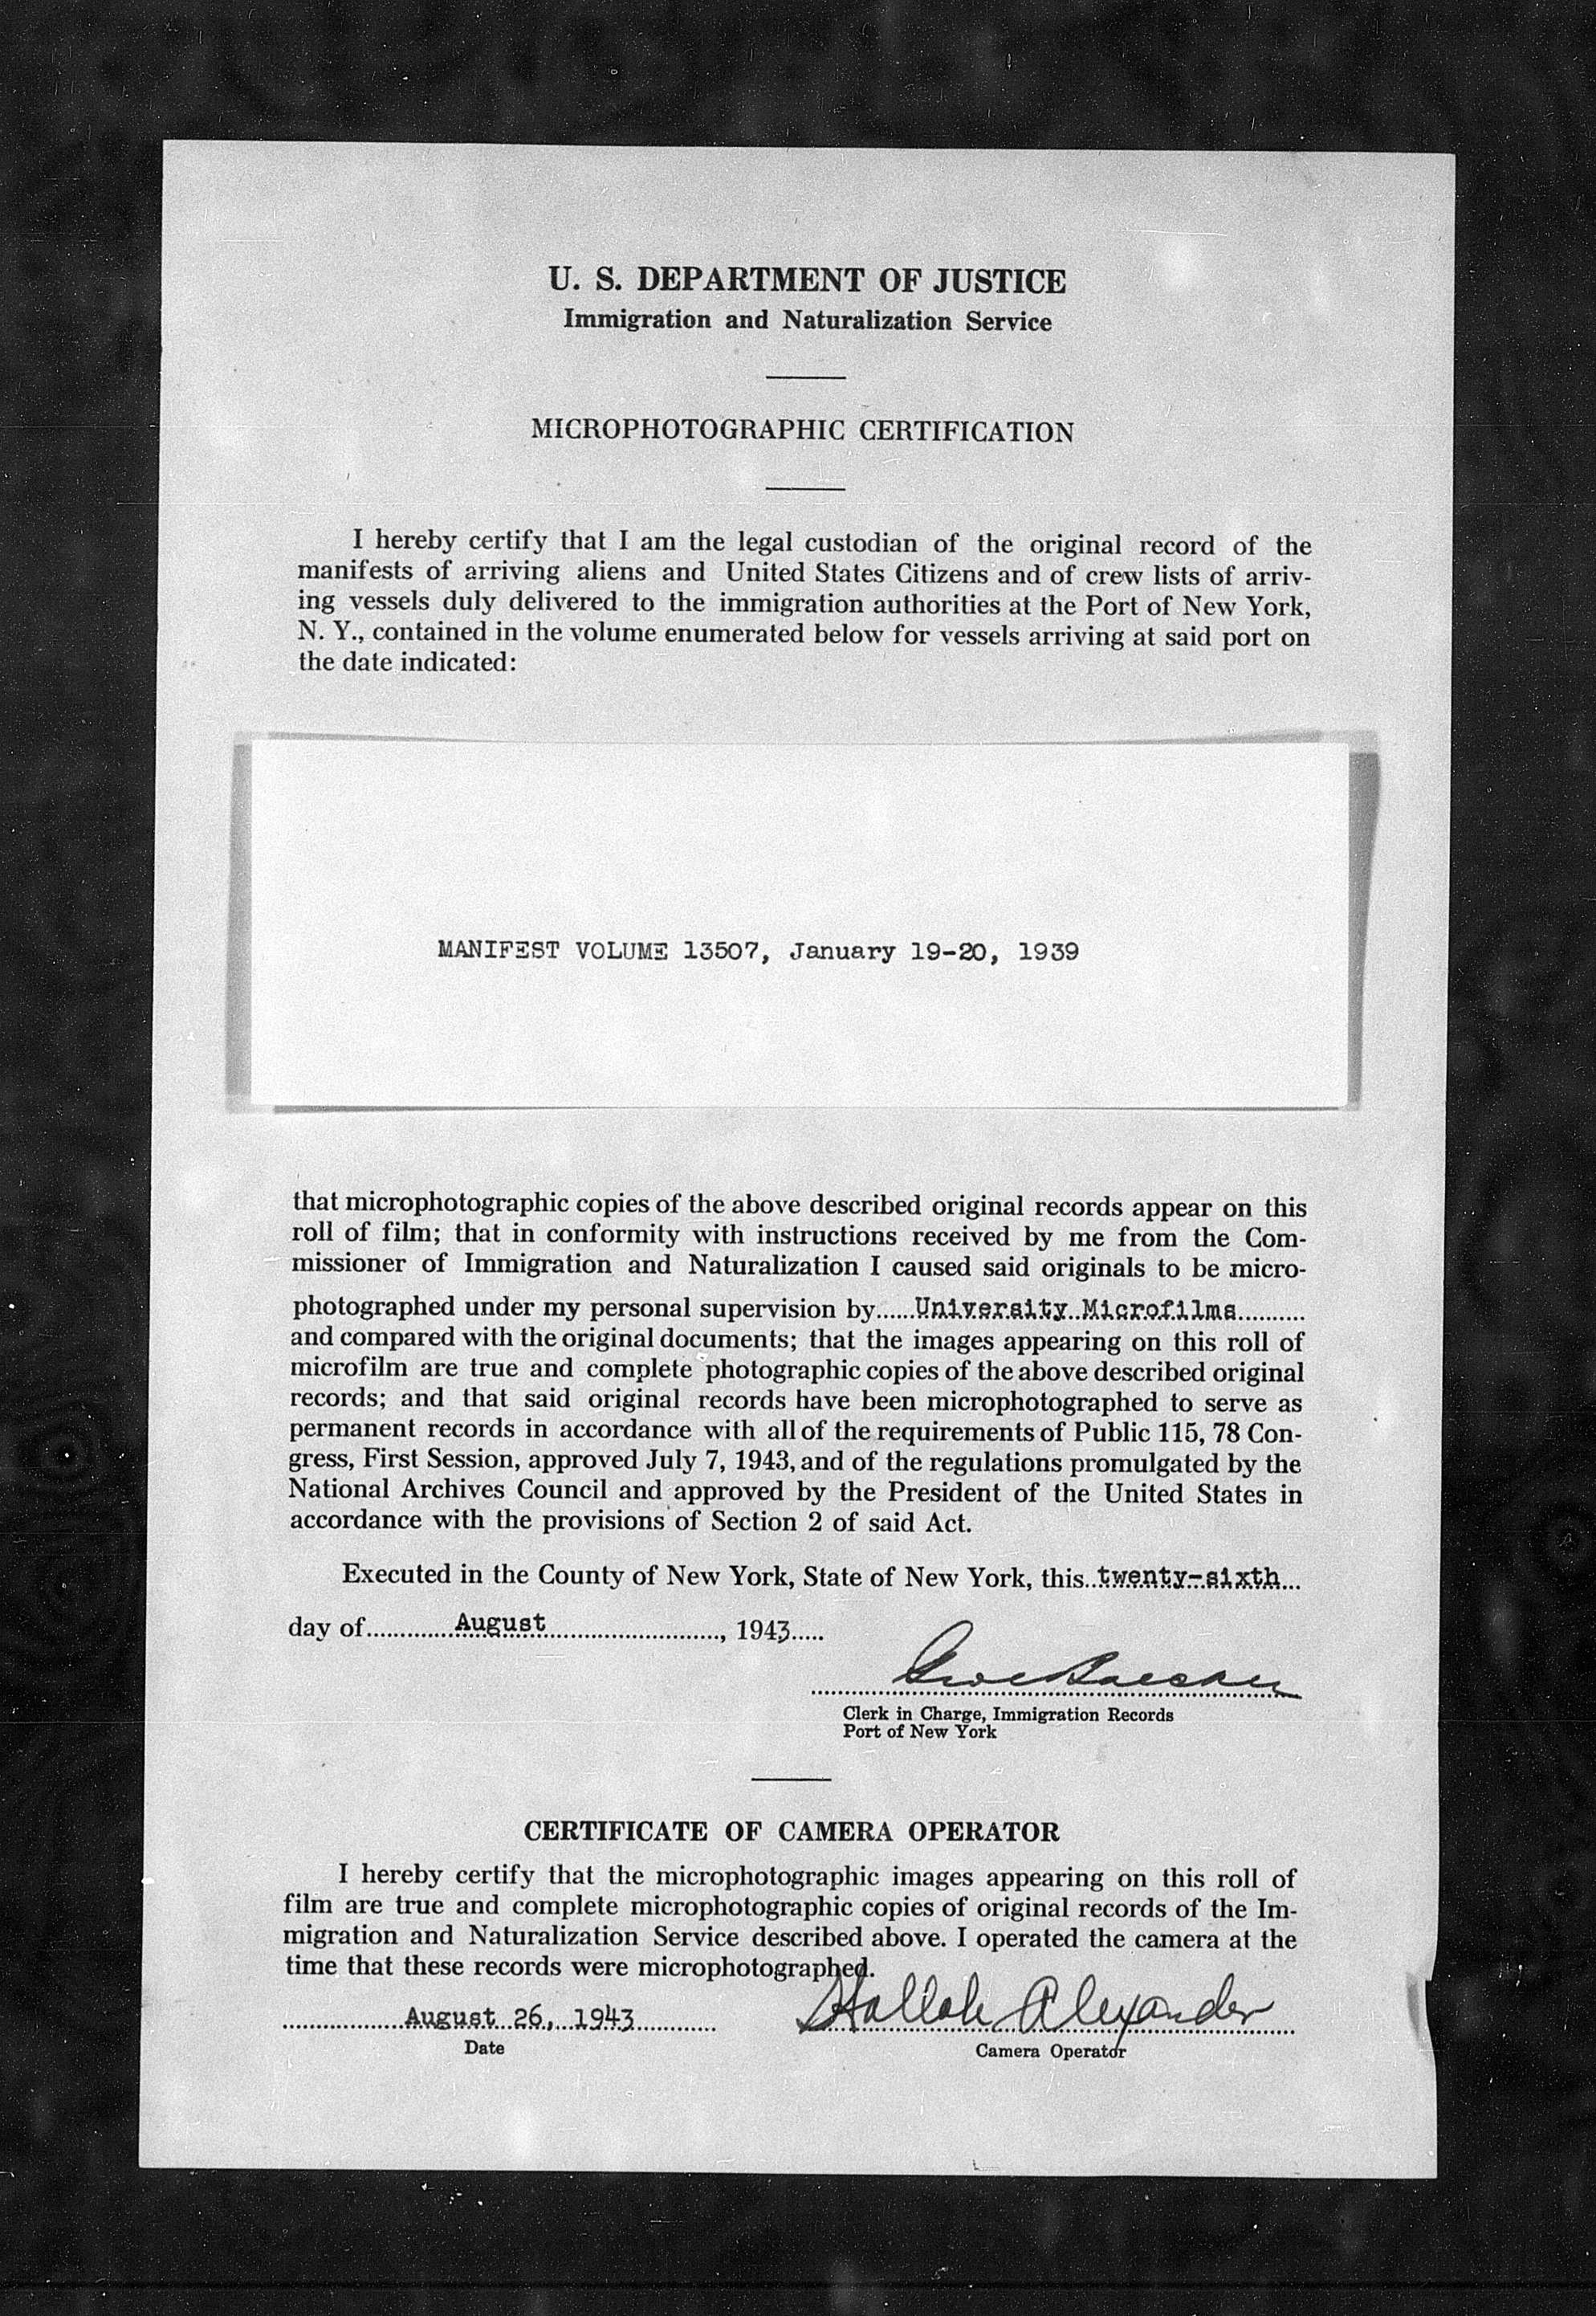 U. S. DEPARTMENT OF JUSTICE
Immigration and Naturalization Service
MICROPHOTOGRAPHIC CERTIFICATION
I hereby certify that I am the legal custodian of the original record of the
manifests of arriving aliens and United States Citizens and of crew lists of arriv-
ing vessels duly delivered to the immigration authorities at the Port of New York,
N. Y., contained in the volume enumerated below for vessels arriving at said port on
the date indicated:
MANIFEST VOLUME 13507, January 19-20, 1939
that microphotographic copies of the above described original records appear on this
roll of film; that in conformity with instructions received by me from the Com-
missioner of Immigration and Naturalization I caused said originals to be micro-
photographed under my personal supervision by......University Microfilms..........
and compared with the original documents; that the images appearing on this roll of
microfilm are true and complete photographic copies of the above described original
records; and that said original records have been microphotographed to serve as
permanent records in accordance with all of the requirements of Public 115, 78 Con-
gress, First Session, approved July 7, 1943, and of the regulations promulgated by the
National Archives Council and approved by the President of the United States in
accordance with the provisions of Section 2 of said Act.
Executed in the County of New York, State of New York, this..twenty-sixth...
day of.............August.........................., 1943.....
Clerk in Charge, Immigration Records
Port of New York
CERTIFICATE OF CAMERA OPERATOR
I hereby certify that the microphotographic images appearing on this roll of
film are true and complete microphotographic copies of original records of the Im-
migration and Naturalization Service described above. I operated the camera at the
time that these records were microphotographed.
August 26, 1943 Alexander
Date Camera Operator